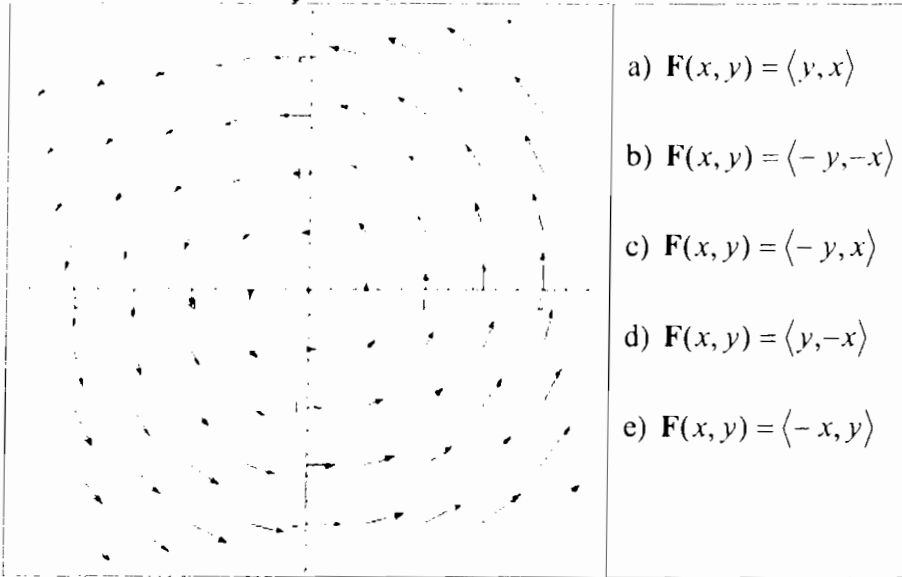 a) F(x, y) = ⟨y, x⟩
b) F(x, y) = ⟨− y,−x⟩
c) F(x, y) = ⟨− y, x⟩
d) F(x, y) = ⟨y,−x⟩
e) F(x, y) = ⟨− x, y⟩